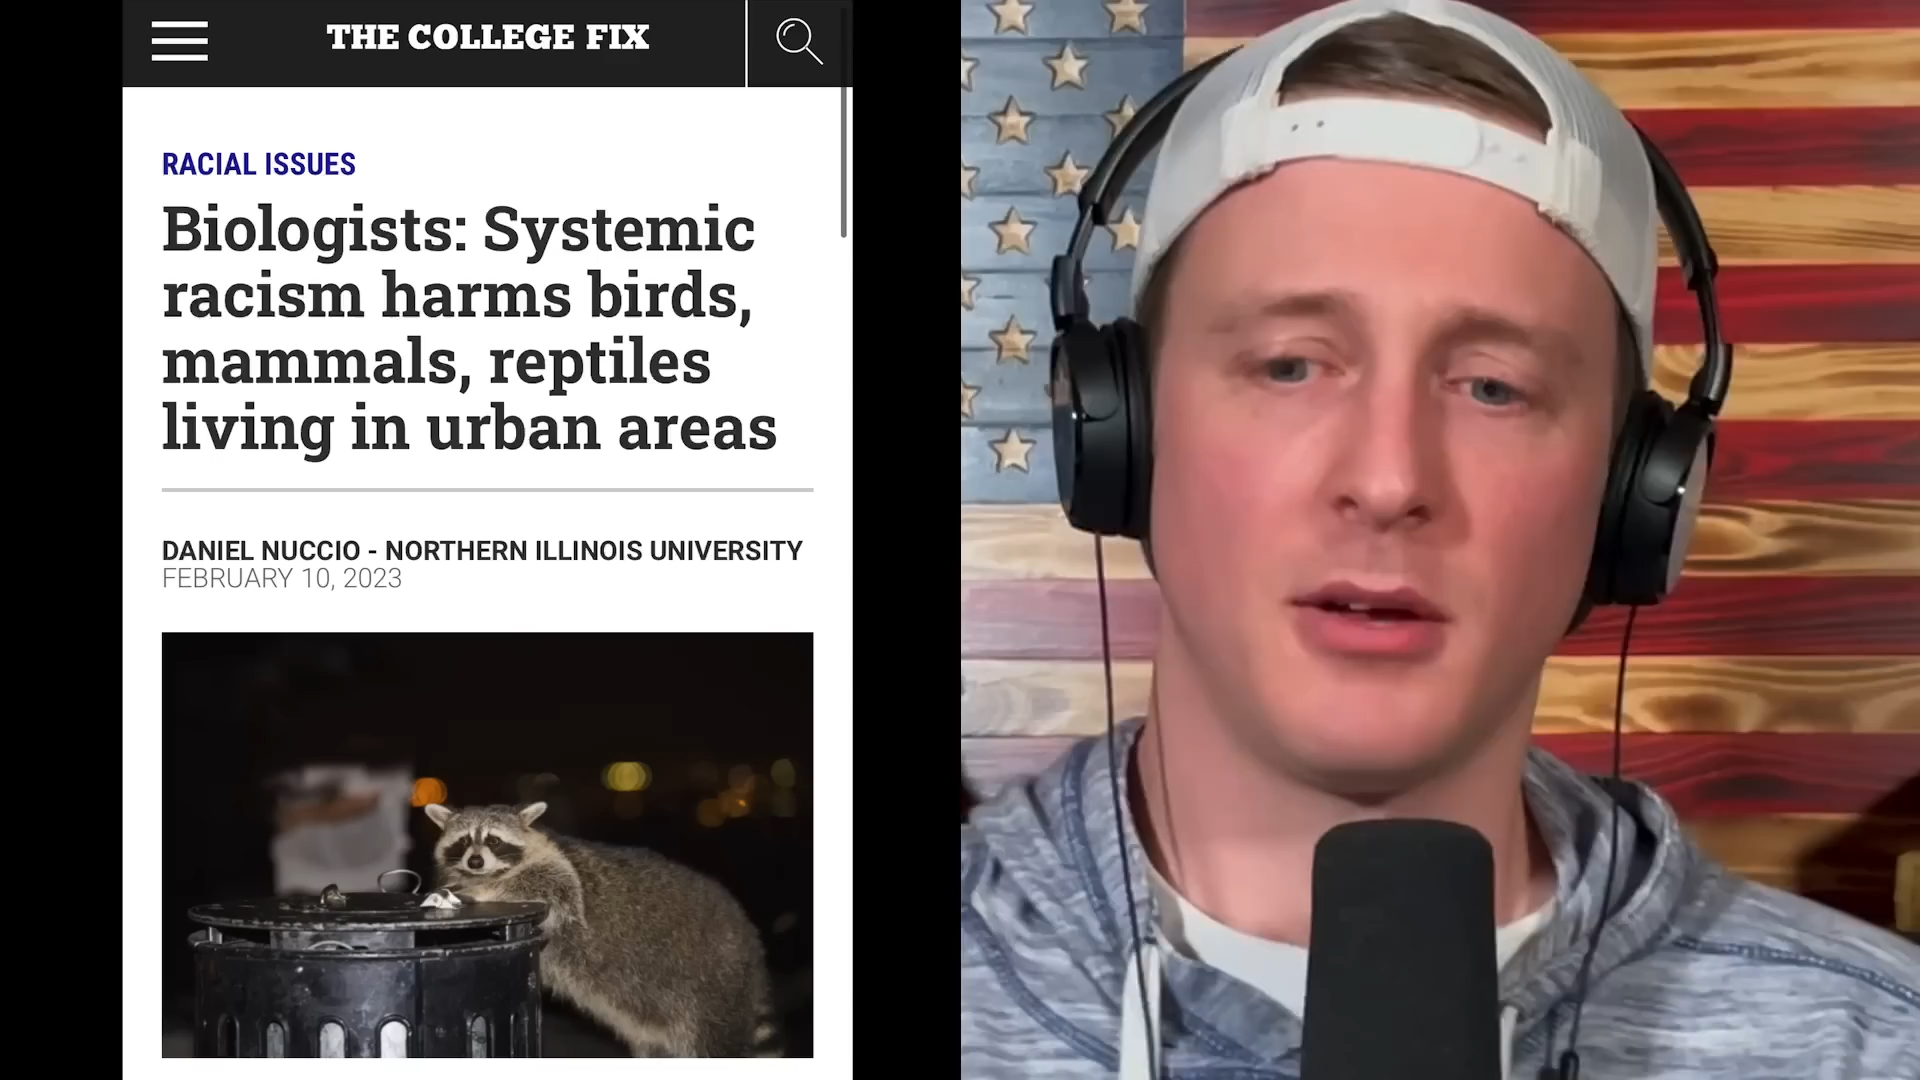 THE COLLEGE FIX
RACIAL ISSUES
Biologists: Systemic
racism harms birds,
mammals, reptiles
living in urban areas
DANIEL NUCCIO - NORTHERN ILLINOIS UNIVERSITY
FEBRUARY 10, 2023